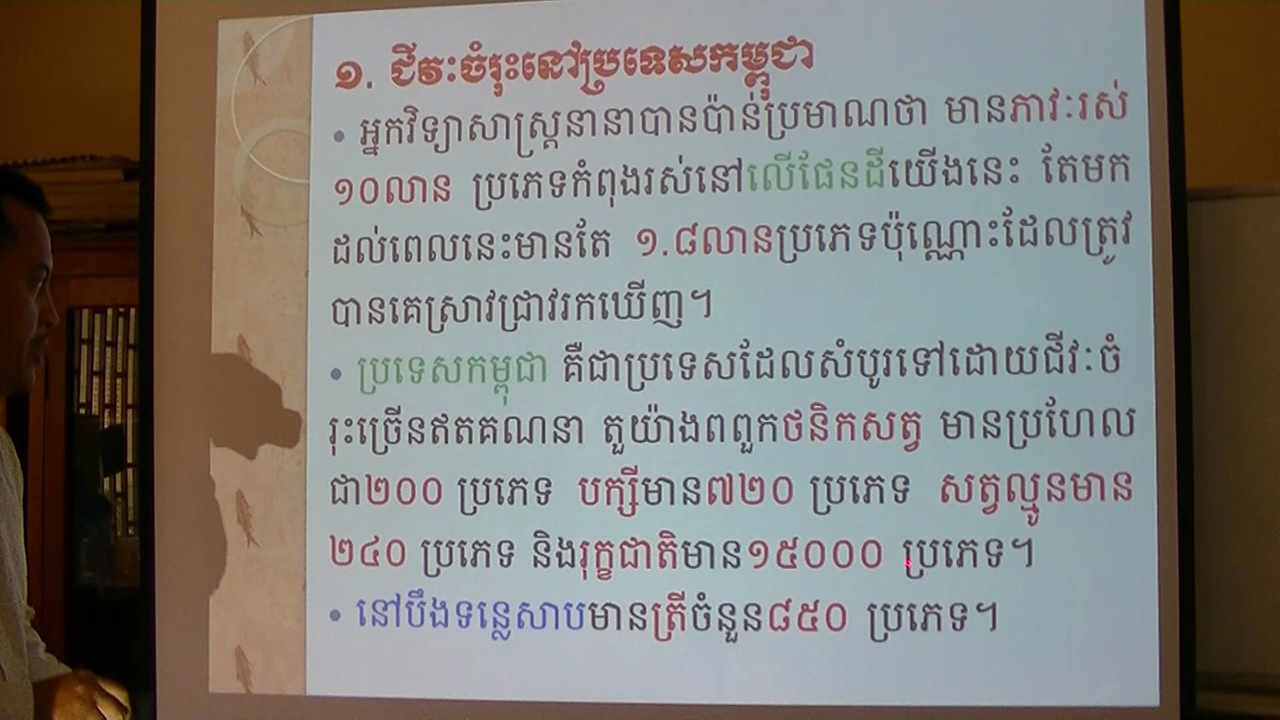 ១. ជីវៈចំរុះនៅប្រទេសកម្ពុជា
• អ្នកវិទ្យាសាស្ត្រនានាបានប៉ាន់ប្រមាណថា មានភាវៈរស់
១០លាន ប្រភេទកំពុងរស់នៅលើផែនដីយើងនេះ តែមក
ដល់ពេលនេះមានតែ ១.៨លានប្រភេទប៉ុណ្ណោះដែលត្រូវ
បានគេស្រាវជ្រាវរកឃើញ។
• ប្រទេសកម្ពុជា គឺជាប្រទេសដែលសំបូរទៅដោយជីវៈចំ
រុះច្រើនឥតគណនា តួយ៉ាងពពួកថនិកសត្វ មានប្រហែល
ជា២០០ ប្រភេទ បក្សីមាន៧២០ ប្រភេទ សត្វល្មូនមាន
២៤០ ប្រភេទ និងរុក្ខជាតិមាន១៥០០០ ប្រភេទ។
• នៅបឹងទន្លេសាបមានត្រីចំនួន៨៥០ ប្រភេទ។